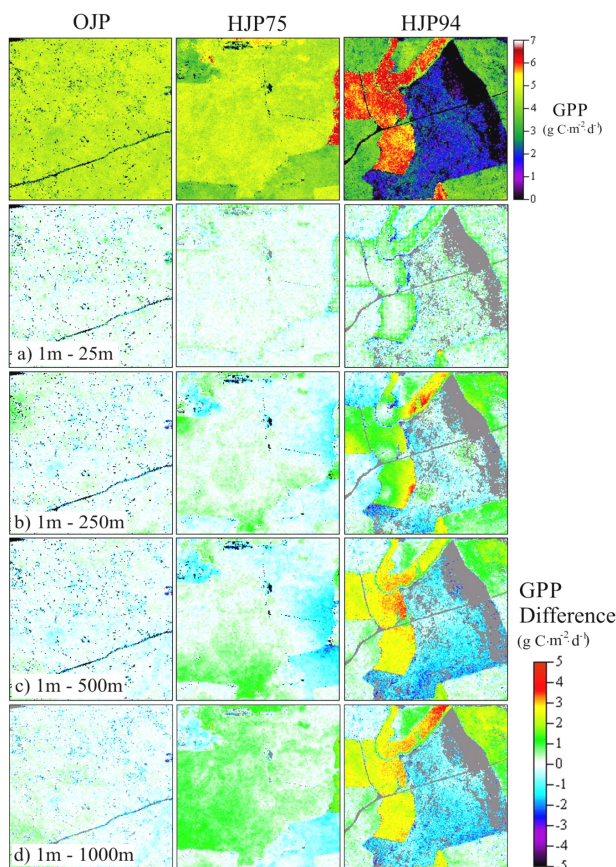 OJP HJP75 HJP94
7
6
5
4
3
2
1
0
GPP
(g C·m⁻²·d⁻¹)
a) 1m - 25m
b) 1m - 250m
c) 1m - 500m
d) 1m - 1000m
GPP
Difference
(g C·m⁻²·d⁻¹)
5
4
3
2
1
0
-1
-2
-3
-4
-5